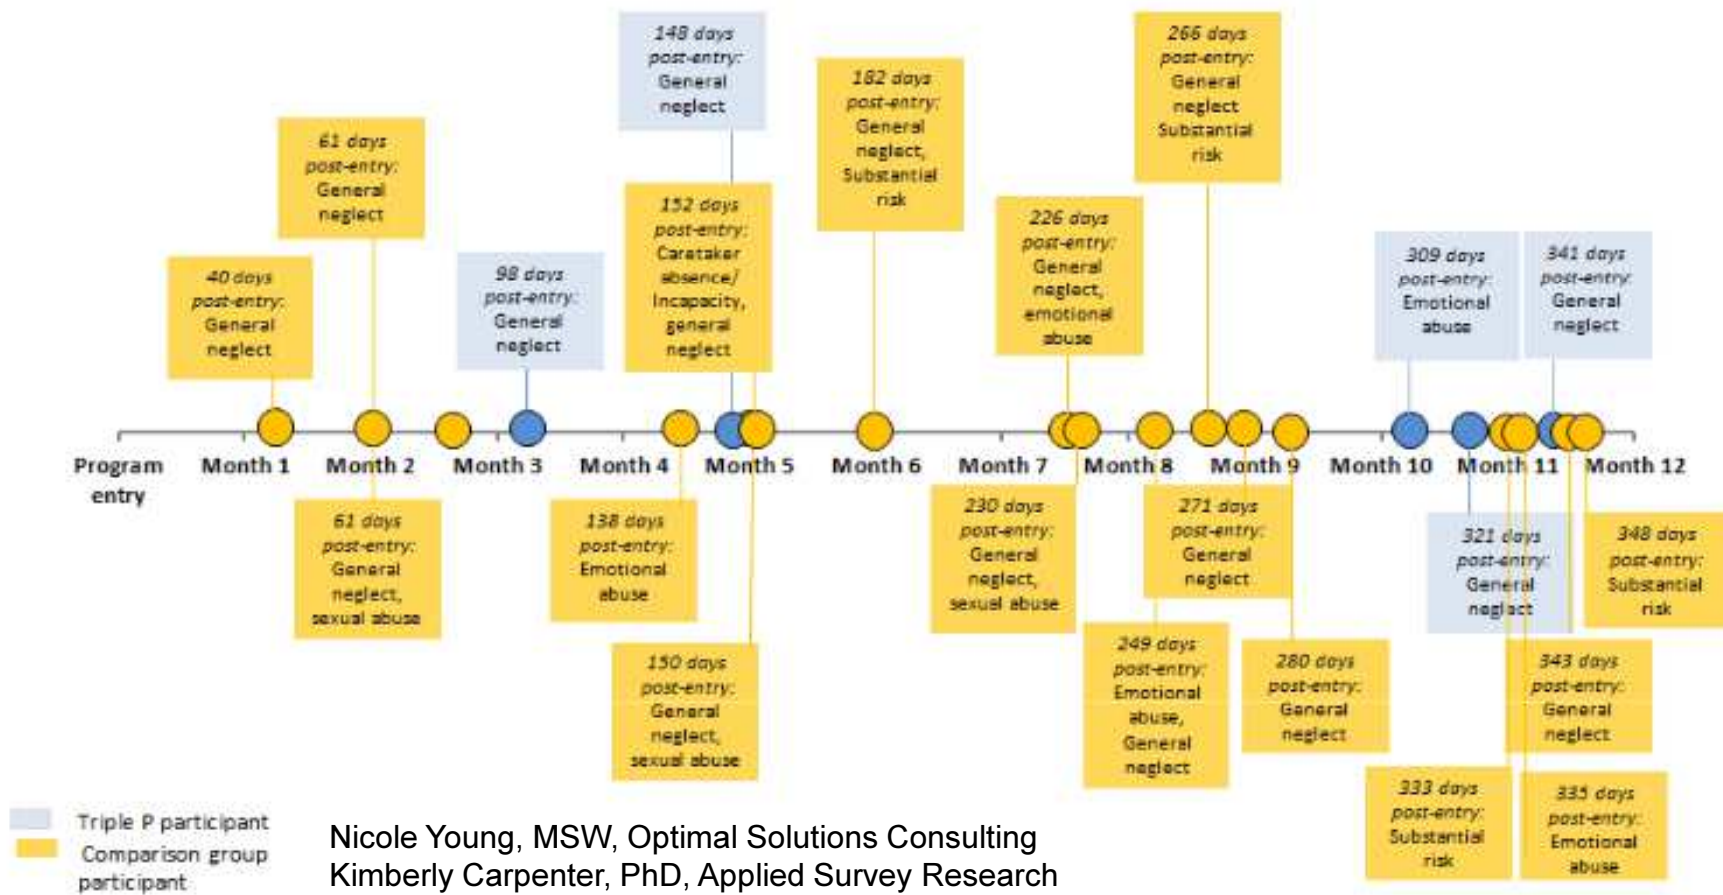 148 days
post-entry:
General
neglect
266 days
post-entry:
General
neglect
Substantial
risk
182 days
post-entry:
General
neglect,
Substantial
risk
61 days
post-entry:
General
neglect
152 days
post-entry:
Caretaker
absence/
Incapacity,
general
neglect
226 days
post-entry:
General
neglect,
emotional
abuse
40 days
post-entry:
General
neglect
98 days
post-entry:
General
neglect
309 days
post-entry:
Emotional
abuse
341 days
post-entry:
General
neglect
Program
entry
Month 1
Month 2
Month 3
Month 4
Month 5
Month 6
Month 7
Month 8
Month 9
Month 10
Month 11
Month 12
61 days
post-entry:
General
neglect,
sexual abuse
138 days
post-entry:
Emotional
abuse
150 days
post-entry:
General
neglect,
sexual abuse
230 days
post-entry:
General
neglect,
sexual abuse
271 days
post-entry:
General
neglect
249 days
post-entry:
Emotional
abuse,
General
neglect
280 days
post-entry:
General
neglect
321 days
post-entry:
General
neglect
348 days
post-entry:
Substantial
risk
343 days
post-entry:
General
neglect
333 days
post-entry:
Substantial
risk
335 days
post-entry:
Emotional
abuse
Triple P participant
Comparison group
participant
Nicole Young, MSW, Optimal Solutions Consulting
Kimberly Carpenter, PhD, Applied Survey Research